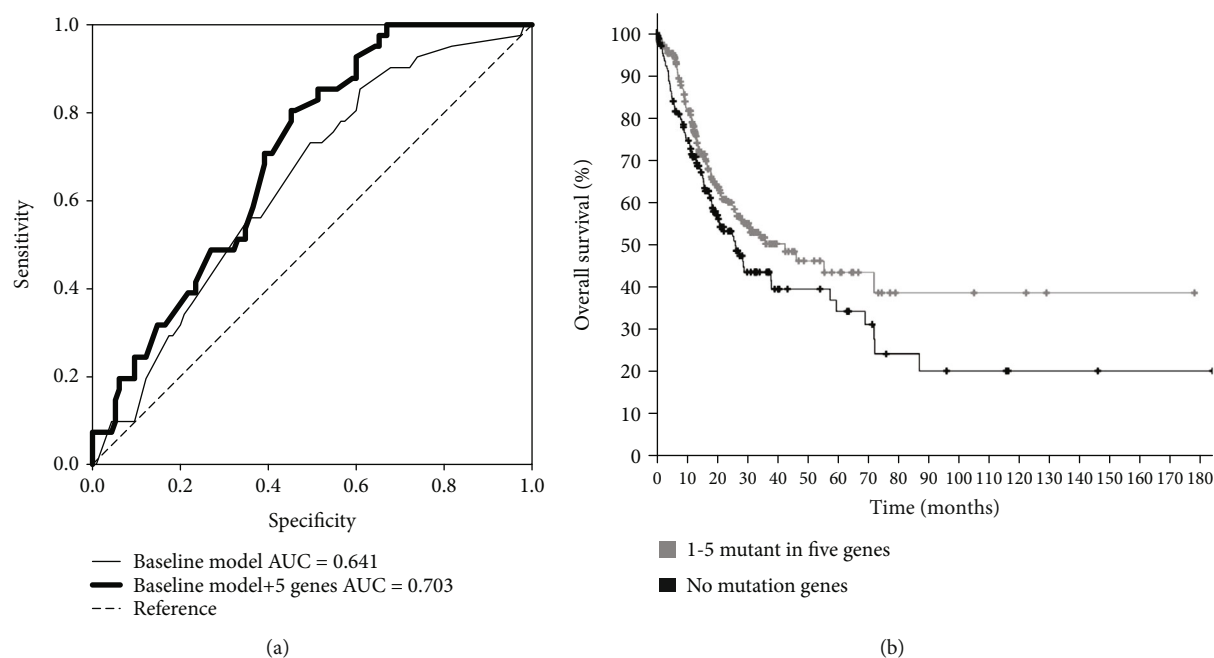 1.0
0.8
0.6
0.4
0.2
0.0
Sensitivity
0.0 0.2 0.4 0.6 0.8 1.0
Specificity
Baseline model AUC = 0.641
Baseline model+5 genes AUC = 0.703
Reference
(a)
100
90
80
70
60
50
40
30
20
10
0
Overall survival (%)
0 10 20 30 40 50 60 70 80 90 100 110 120 130 140 150 160 170 180
Time (months)
1-5 mutant in five genes
No mutation genes
(b)